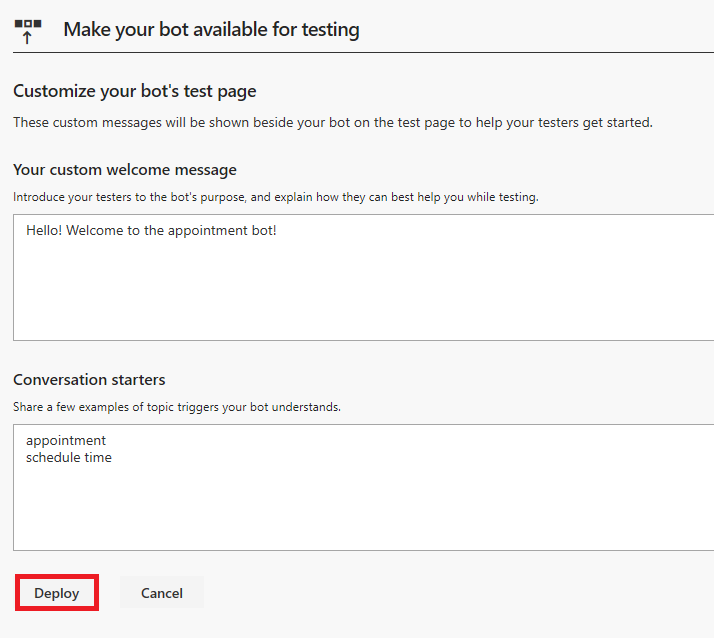 Make your bot available for testing
Customize your bot's test page
These custom messages will be shown beside your bot on the test page to help your testers get started.
Your custom welcome message
Introduce your testers to the bot's purpose, and explain how they can best help you while testing.
Hello! Welcome to the appointment bot!
Conversation starters
Share a few examples of topic triggers your bot understands.
appointment
schedule time
Deploy Cancel